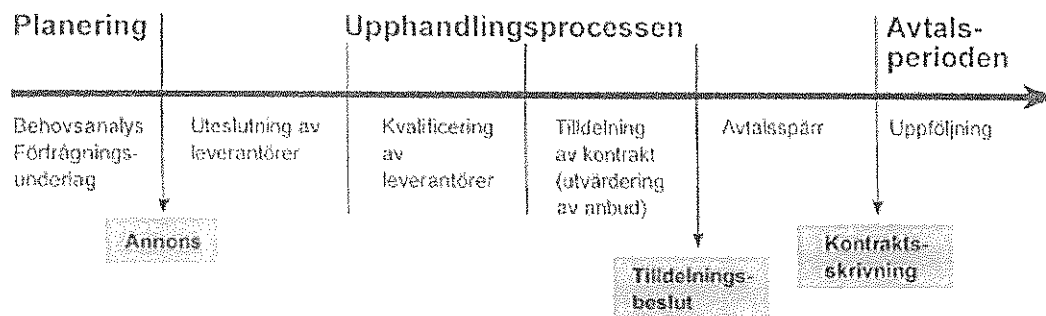 Planering
Upphandlingsprocessen
Avtals-
perioden
Behovsanalys
Förfrågnings-
underlag
Uteslutning av
leverantörer
Kvalificering
av
leverantörer
Tilldelning
av kontrakt
(utvärdering
av anbud)
Avtalsspärr
Uppföljning
Annons
Tilldelnings-
beslut
Kontrakts-
skrivning